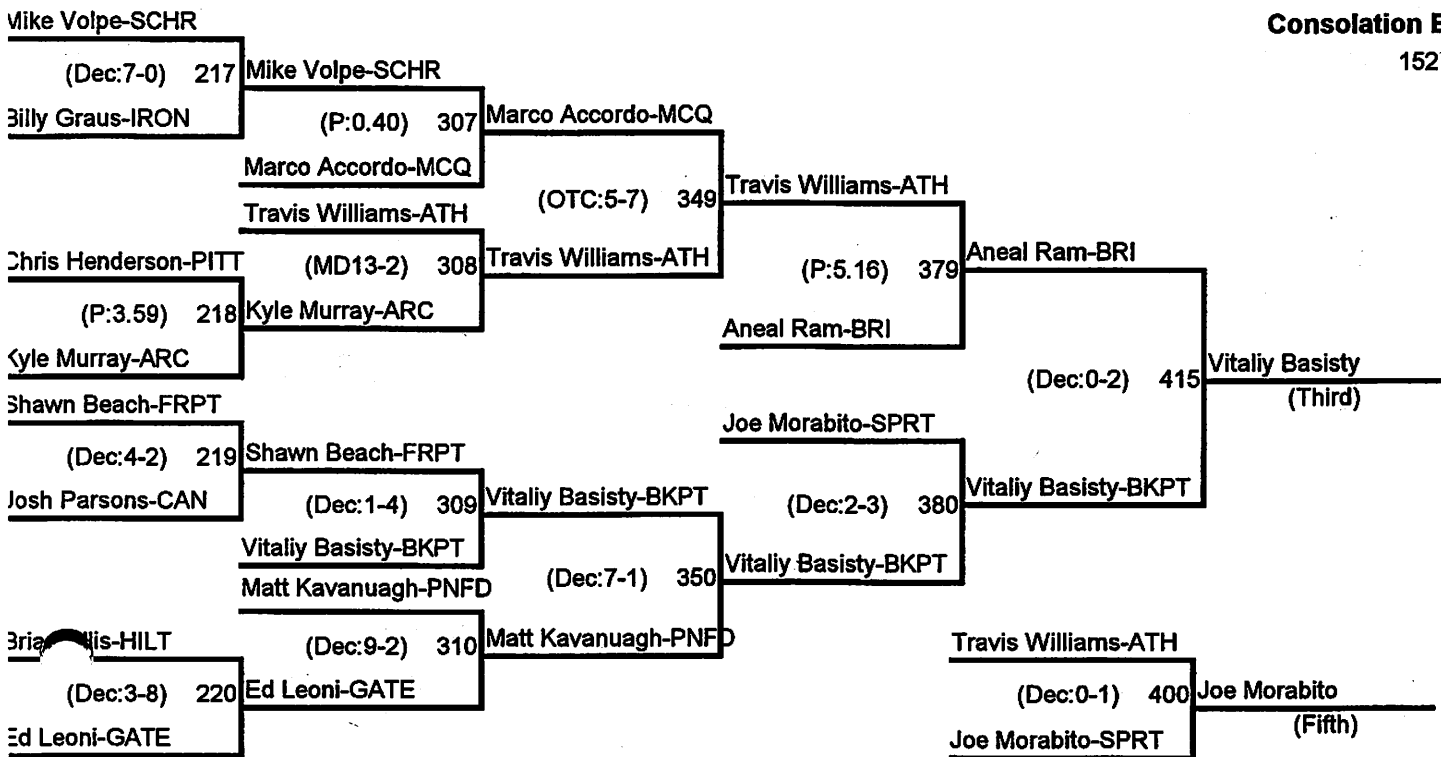 Consolation
Mike Volpe-SCHR
(Dec:7-0) 217
Billy Graus-IRON
Mike Volpe-SCHR
(P:0.40) 307
Marco Accordo-MCQ
Marco Accordo-MCQ
(OTC:5-7) 349
Travis Williams-ATH
Travis Williams-ATH
(MD13-2) 308
Kyle Murray-ARC
Chris Henderson-PITT
(P:3.59) 218
Kyle Murray-ARC
Travis Williams-ATH
(P:5.16) 379
Aneal Ram-BRI
Aneal Ram-BRI
(Dec:0-2) 415
Vitaliy Basisty-BKPT
Vitaliy Basisty
(Third)
Shawn Beach-FRPT
(Dec:4-2) 219
Josh Parsons-CAN
Shawn Beach-FRPT
(Dec:1-4) 309
Vitaliy Basisty-BKPT
Vitaliy Basisty-BKPT
(Dec:7-1) 350
Matt Kavanuagh-PNFD
Matt Kavanuagh-PNFD
(Dec:9-2) 310
Ed Leoni-GATE
(Dec:3-8) 220
Ed Leoni-GATE
Joe Morabito-SPRT
(Dec:2-3) 380
Vitaliy Basisty-BKPT
Travis Williams-ATH
(Dec:0-1) 400
Joe Morabito-SPRT
Joe Morabito
(Fifth)